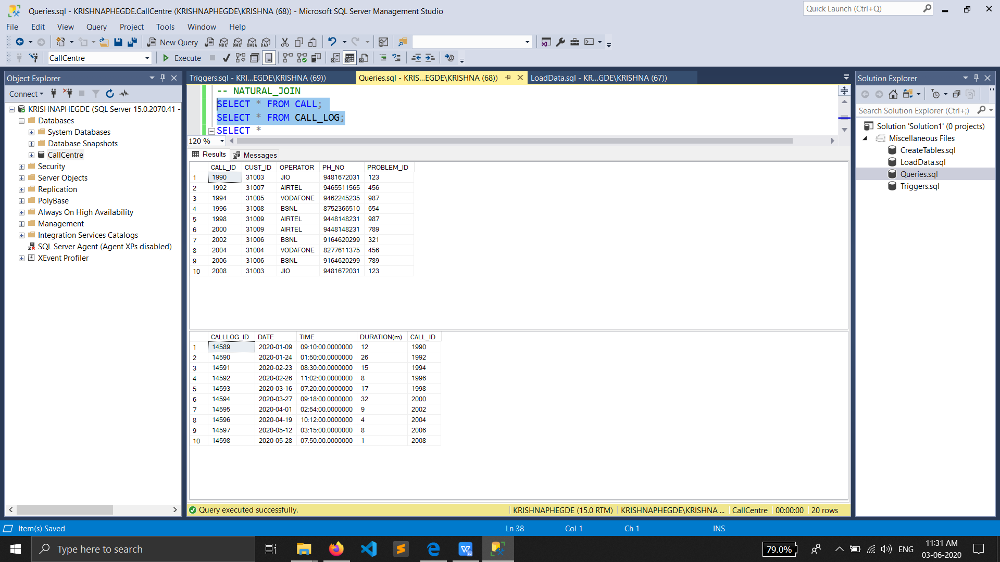 Queries.sql - KRISHNAPHEGDE.CallCentre (KRISHNAPHEGDE\KRISHNA (68)) - Microsoft SQL Server Management Studio
Quick Launch (Ctrl+Q)
File Edit View Query Project Tools Window Help
New Query
MDX DMX XMLA DAX
CallCentre
Execute
Object Explorer
Connect
KRISHNAPHEGDE (SQL Server 15.0.2070.41 -
Databases
System Databases
Database Snapshots
CallCentre
Security
Server Objects
Replication
PolyBase
Always On High Availability
Management
Integration Services Catalogs
SQL Server Agent (Agent XPs disabled)
XEvent Profiler
Triggers.sql - KRI...EGDE\KRISHNA (69))
Queries.sql - KRIS...EGDE\KRISHNA (68))
LoadData.sql - KR...GDE\KRISHNA (67))
-- NATURAL_JOIN
SELECT * FROM CALL;
SELECT * FROM CALL_LOG;
SELECT *
120 %
Results Messages
CALL_ID CUST_ID OPERATOR PH_NO PROBLEM_ID
1 1990 31003 JIO 9481672031 123
2 1992 31007 AIRTEL 9465511565 456
3 1994 31005 VODAFONE 9462245235 987
4 1996 31008 BSNL 8752366510 654
5 1998 31009 AIRTEL 9448148231 987
6 2000 31009 AIRTEL 9448148231 789
7 2002 31006 BSNL 9164620299 321
8 2004 31004 VODAFONE 8277611375 456
9 2006 31006 BSNL 9164620299 789
10 2008 31003 JIO 9481672031 123
CALLLOG_ID DATE TIME DURATION(m) CALL_ID
1 14589 2020-01-09 09:10:00.0000000 12 1990
2 14590 2020-01-24 01:50:00.0000000 26 1992
3 14591 2020-02-23 08:30:00.0000000 15 1994
4 14592 2020-02-26 11:02:00.0000000 8 1996
5 14593 2020-03-16 07:20:00.0000000 17 1998
6 14594 2020-03-27 09:18:00.0000000 32 2000
7 14595 2020-04-01 02:54:00.0000000 9 2002
8 14596 2020-04-19 10:12:00.0000000 4 2004
9 14597 2020-05-12 03:15:00.0000000 8 2006
10 14598 2020-05-28 07:50:00.0000000 1 2008
Query executed successfully.
KRISHNAPHEGDE (15.0 RTM) KRISHNAPHEGDE\KRISHNA ... CallCentre 00:00:00 20 rows
Solution Explorer
Search Solution Explorer (Ctrl+;)
Solution 'Solution1' (0 projects)
Miscellaneous Files
CreateTables.sql
LoadData.sql
Queries.sql
Triggers.sql
Item(s) Saved Ln 38 Col 1 Ch 1 INS
Type here to search
79.0%
ENG
11:31 AM
03-06-2020